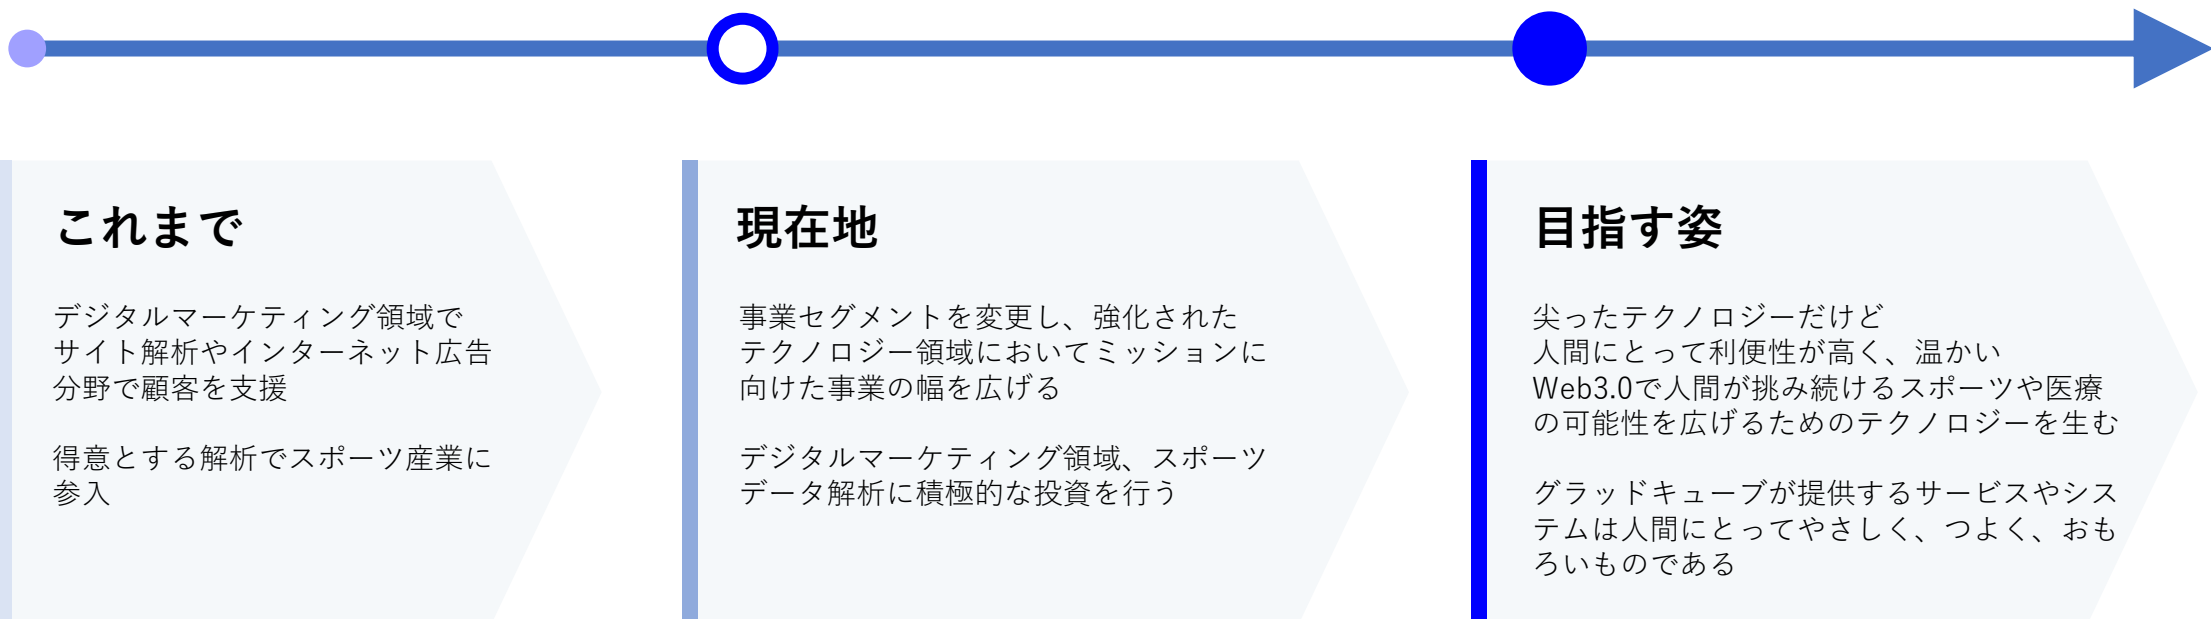 これまで
デジタルマーケティング領域で
サイト解析やインターネット広告
分野で顧客を支援
得意とする解析でスポーツ産業に
参入
現在地
事業セグメントを変更し、強化された
テクノロジー領域においてミッションに
向けた事業の幅を広げる
デジタルマーケティング領域、スポーツ
データ解析に積極的な投資を行う
目指す姿
尖ったテクノロジーだけど
人間にとって利便性が高く、温かい
Web3.0で人間が挑み続けるスポーツや医療
の可能性を広げるためのテクノロジーを生む
グラッドキューブが提供するサービスやシス
テムは人間にとってやさしく、つよく、おも
ろいものである